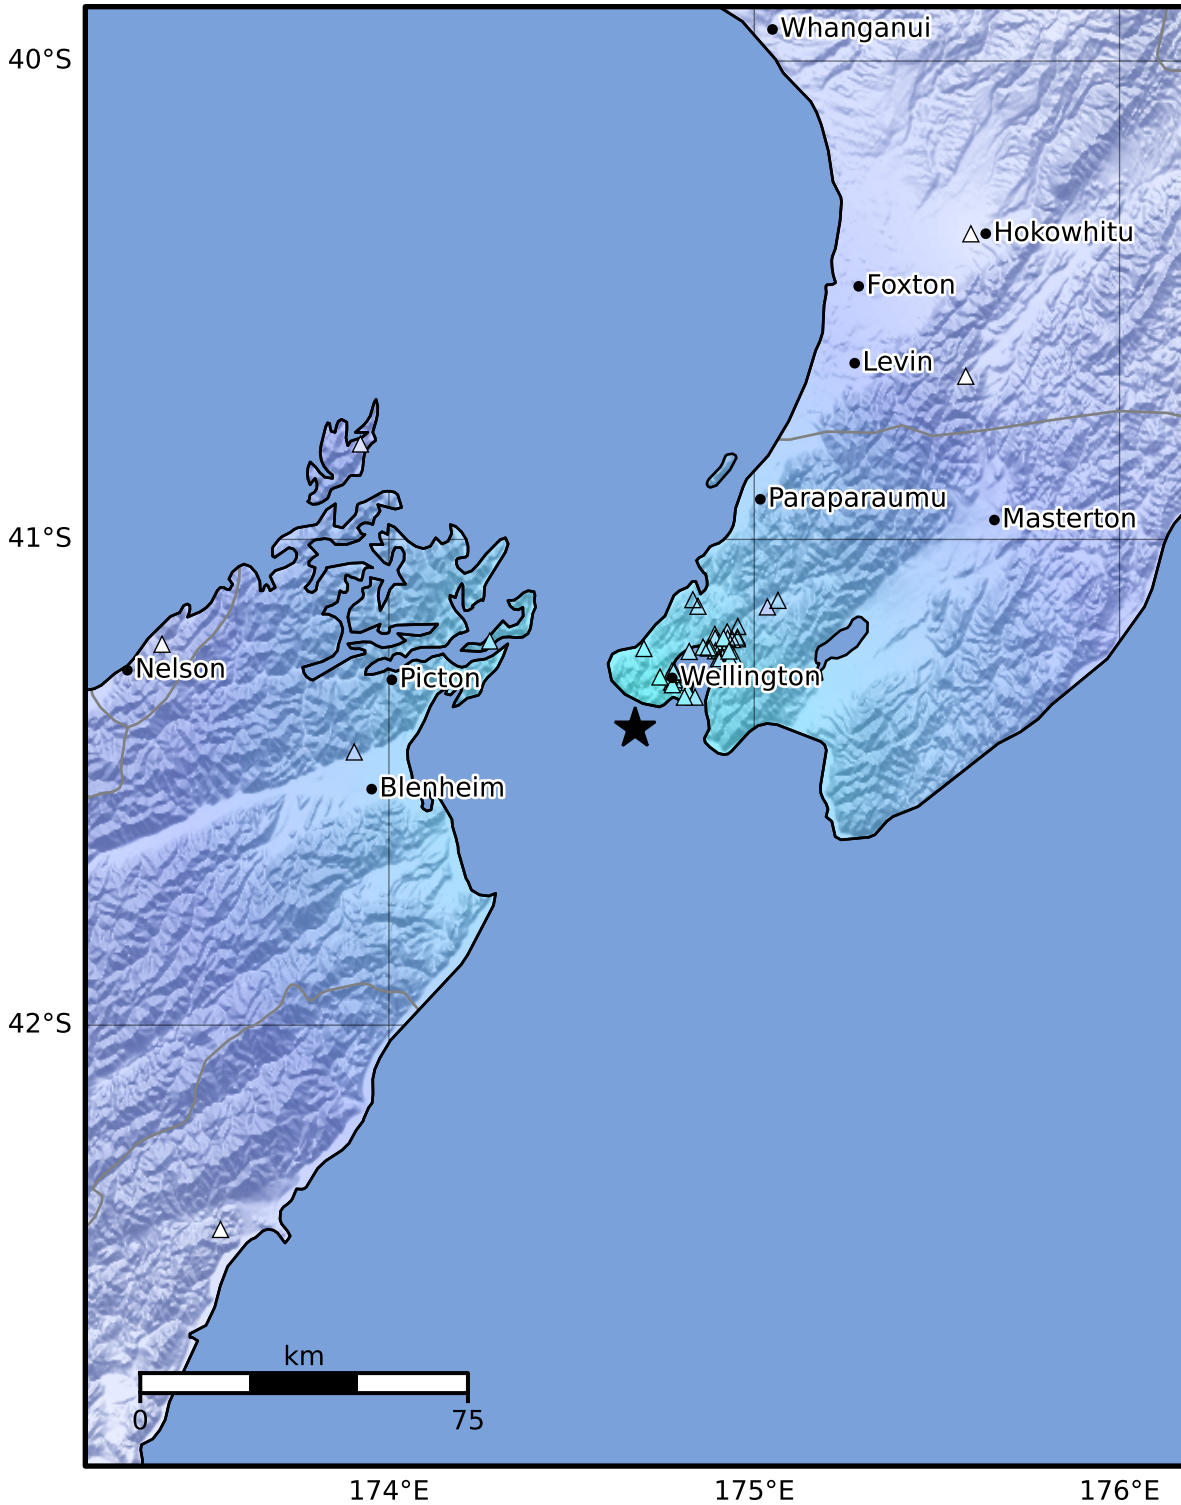 Whanganui
40°S
Hokowhitu
Foxton
Levin
Paraparaumu
Masterton
41°S
Nelson
Picton
Wellington
Blenheim
42°S
km
0
75
174°E
175°E
176°E